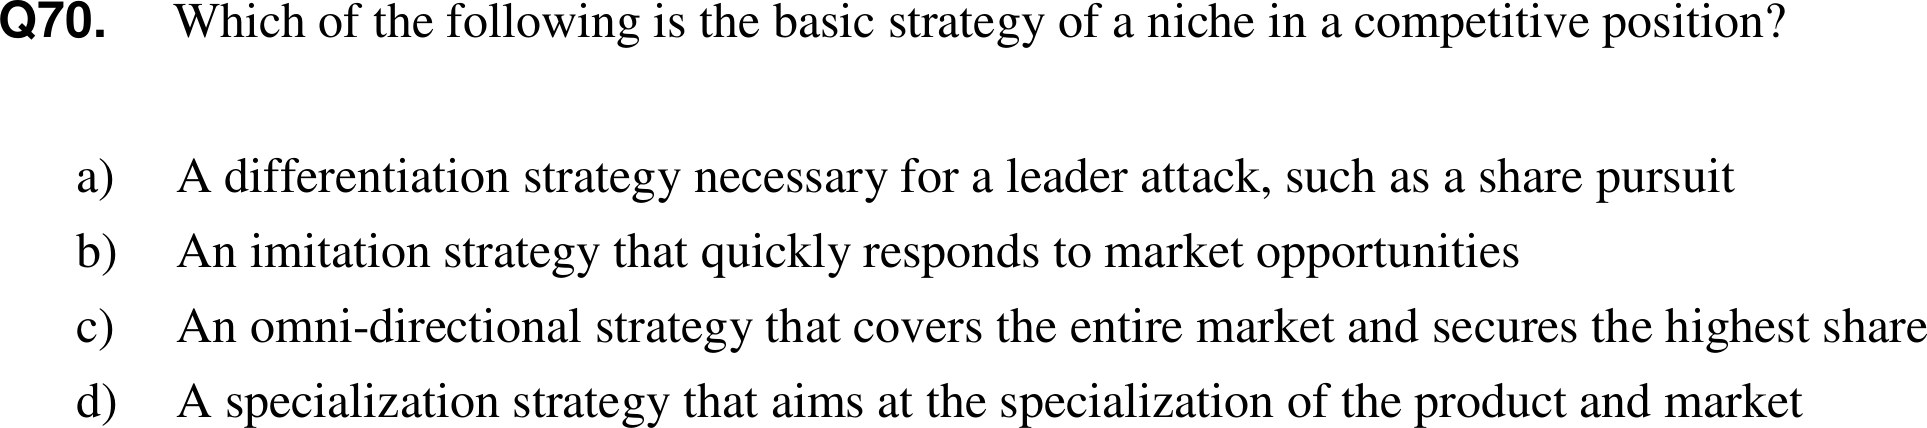 Q70. Which of the following is the basic strategy of a niche in a competitive position?
a) A differentiation strategy necessary for a leader attack, such as a share pursuit
b) An imitation strategy that quickly responds to market opportunities
c) An omni-directional strategy that covers the entire market and secures the highest share
d) A specialization strategy that aims at the specialization of the product and market